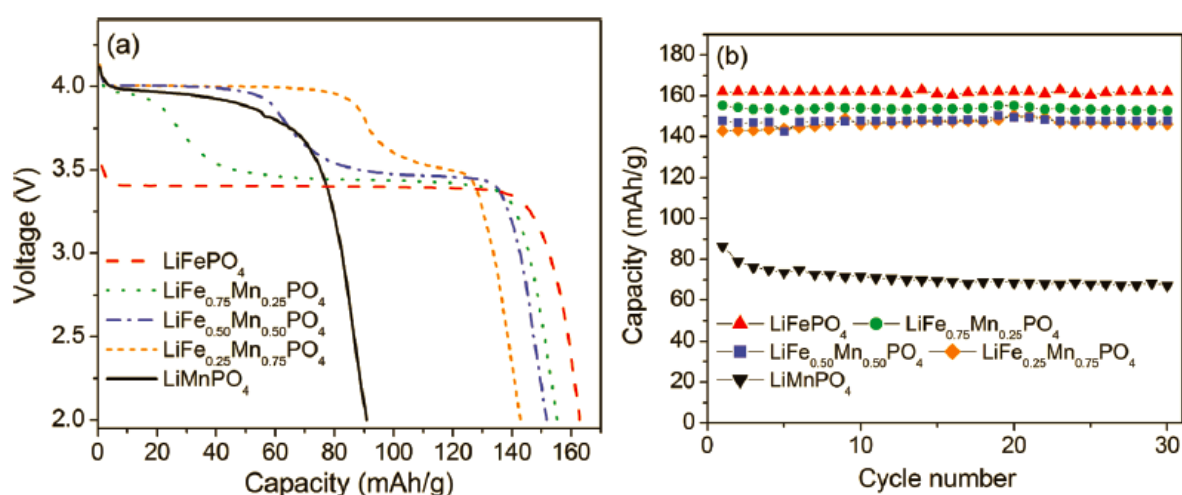 (a)
Voltage (V)
4.0
3.5
3.0
2.5
2.0
LiFePO₄
LiFe₀.₇₅Mn₀.₂₅PO₄
LiFe₀.₅₀Mn₀.₅₀PO₄
LiFe₀.₂₅Mn₀.₇₅PO₄
LiMnPO₄
0 20 40 60 80 100 120 140 160
Capacity (mAh/g)
(b)
Capacity (mAh/g)
180
160
140
120
100
80
60
40
20
0
LiFePO₄ LiFe₀.₇₅Mn₀.₂₅PO₄
LiFe₀.₅₀Mn₀.₅₀PO₄ LiFe₀.₂₅Mn₀.₇₅PO₄
LiMnPO₄
0 10 20 30
Cycle number